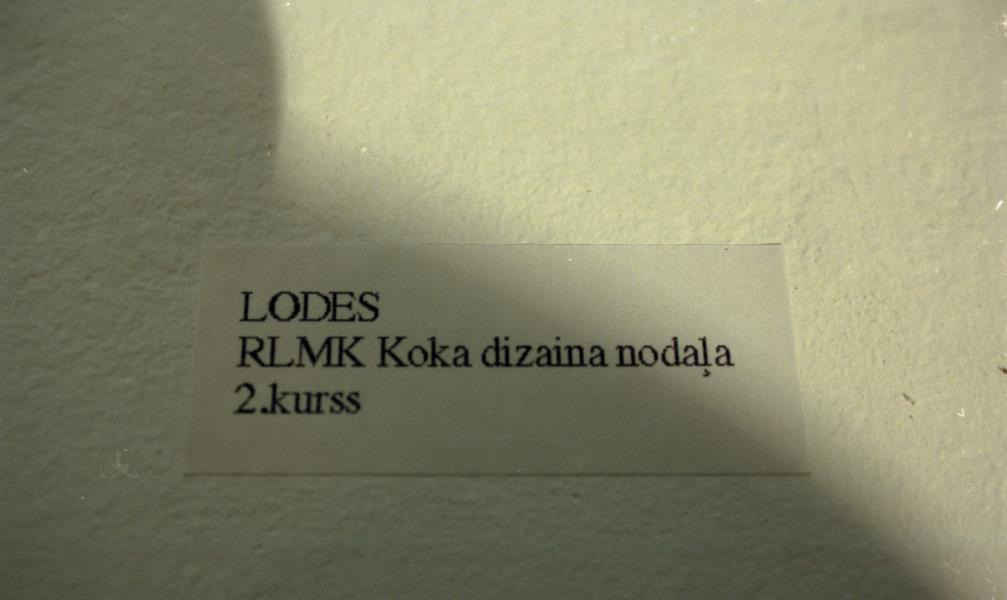 LODES
RLMK Koka dizaina nodaļa
2.kurss